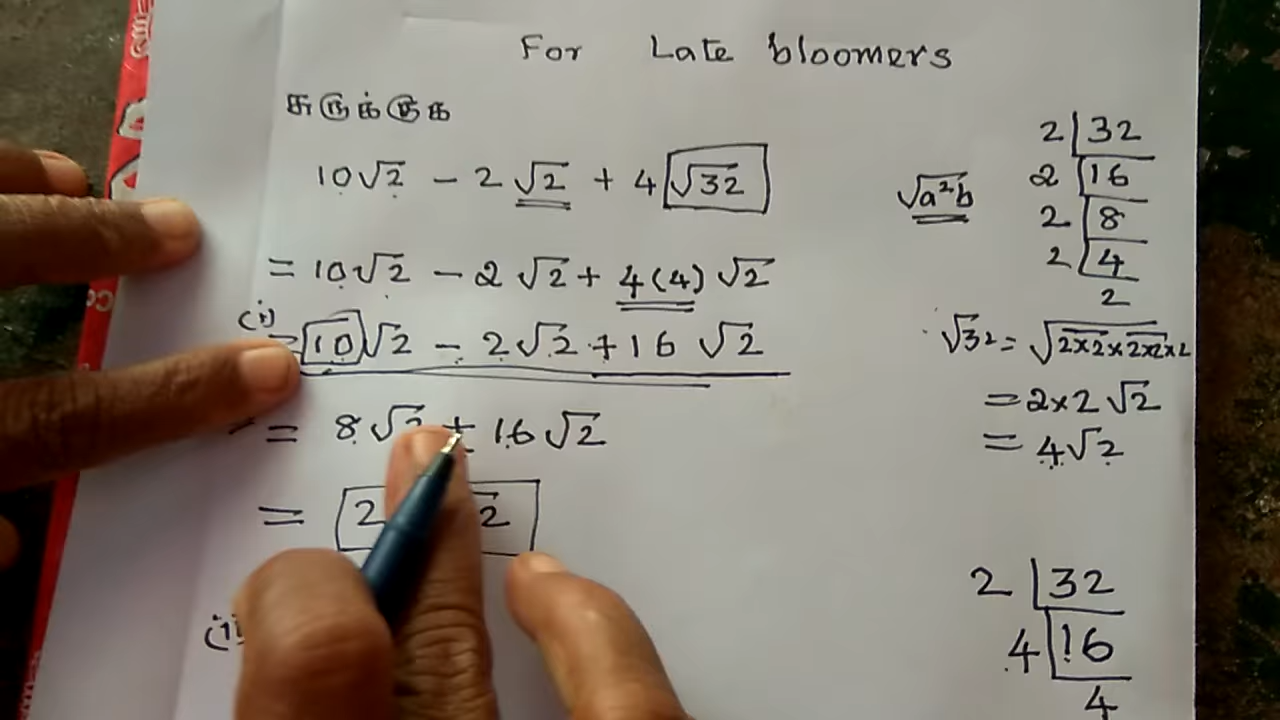 For Late bloomers
சுருக்குக
10√2 − 2√2 + 4√32
= 10√2 − 2√2 + 4(4)√2
(i)
= 10√2 − 2√2 + 16√2
= 8√2 + 16√2
= 2
2
√a²b
2 | 32
2 | 16
2 | 8
2 | 4
2
√32 = √2×2×2×2×2
= 2×2√2
= 4√2
2 | 32
4 | 16
4